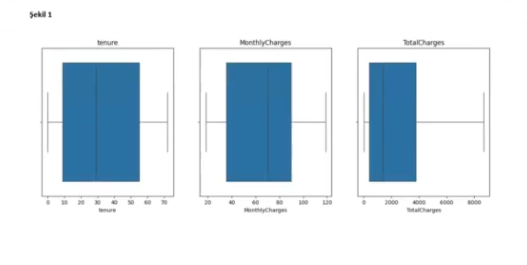 Şekil 1
tenure
MonthlyCharges
TotalCharges
0 10 20 30 40 50 60 70
20 40 60 80 100 120
0 2000 4000 6000 8000
tenure
MonthlyCharges
TotalCharges